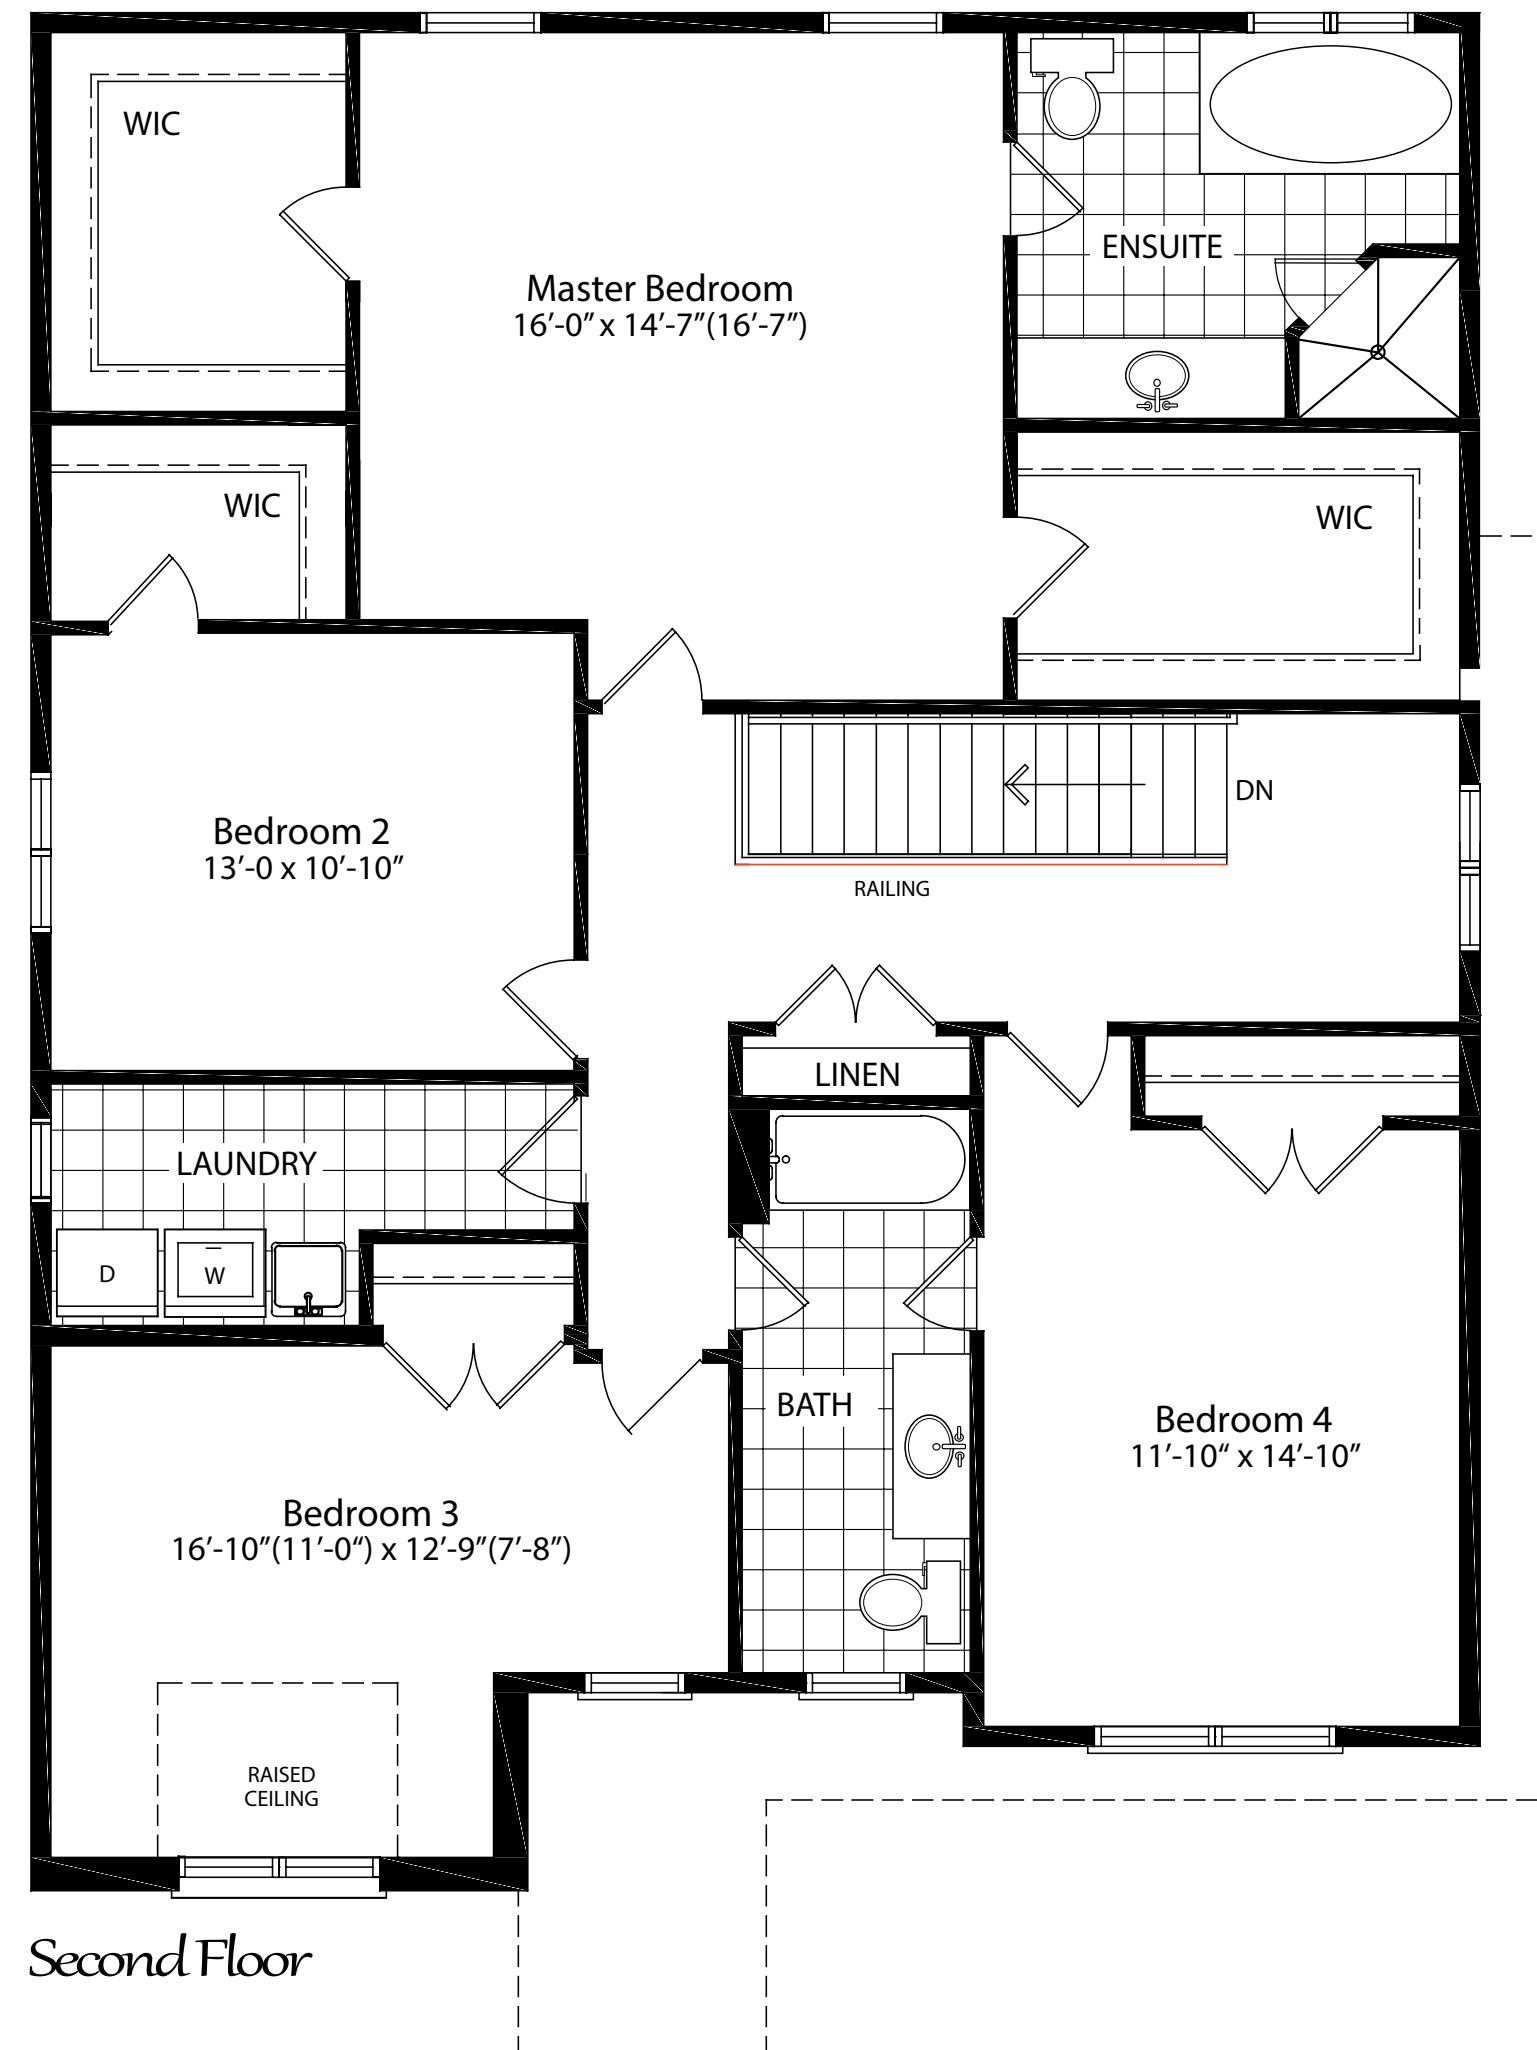 WIC
ENSUITE
Master Bedroom
16’-0” x 14’-7”(16’-7”)
WIC
WIC
DN
Bedroom 2
13’-0 x 10’-10”
RAILING
LINEN
LAUNDRY
D
W
BATH
Bedroom 4
11’-10“ x 14’-10”
Bedroom 3
16’-10”(11’-0“) x 12’-9”(7’-8”)
RAISED
CEILING
Second Floor